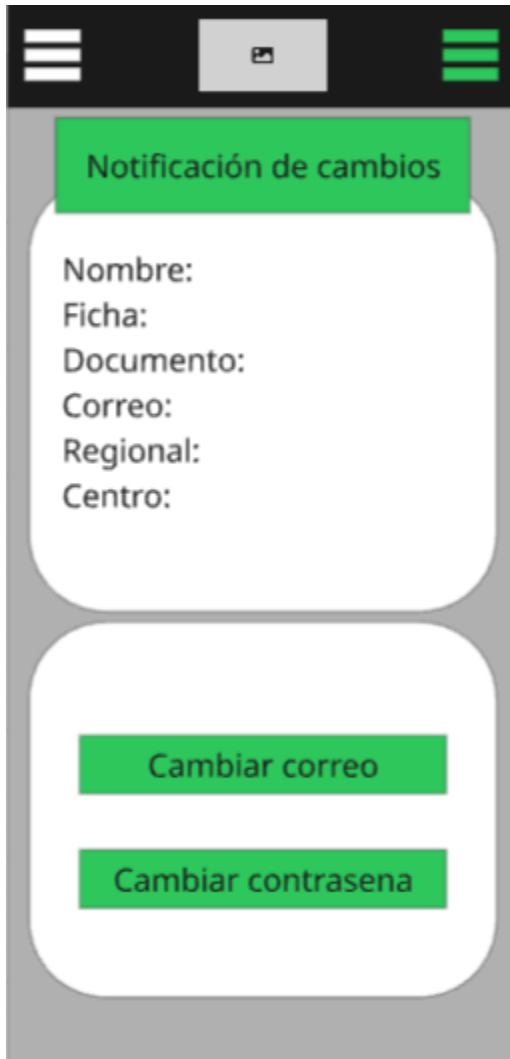 Notificación de cambios
Nombre:
Ficha:
Documento:
Correo:
Regional:
Centro:
Cambiar correo
Cambiar contrasena